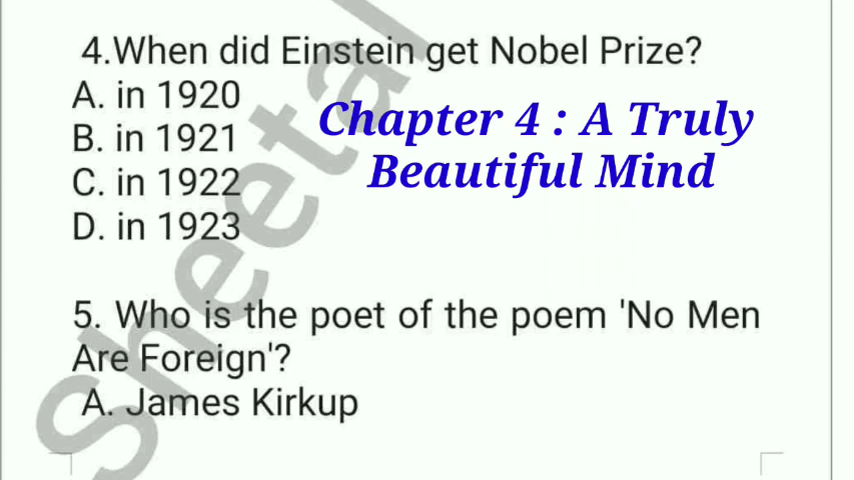 4.When did Einstein get Nobel Prize?
A. in 1920
B. in 1921
C. in 1922
D. in 1923
Chapter 4 : A Truly
Beautiful Mind
5. Who is the poet of the poem 'No Men
Are Foreign'?
A. James Kirkup
Sheetal